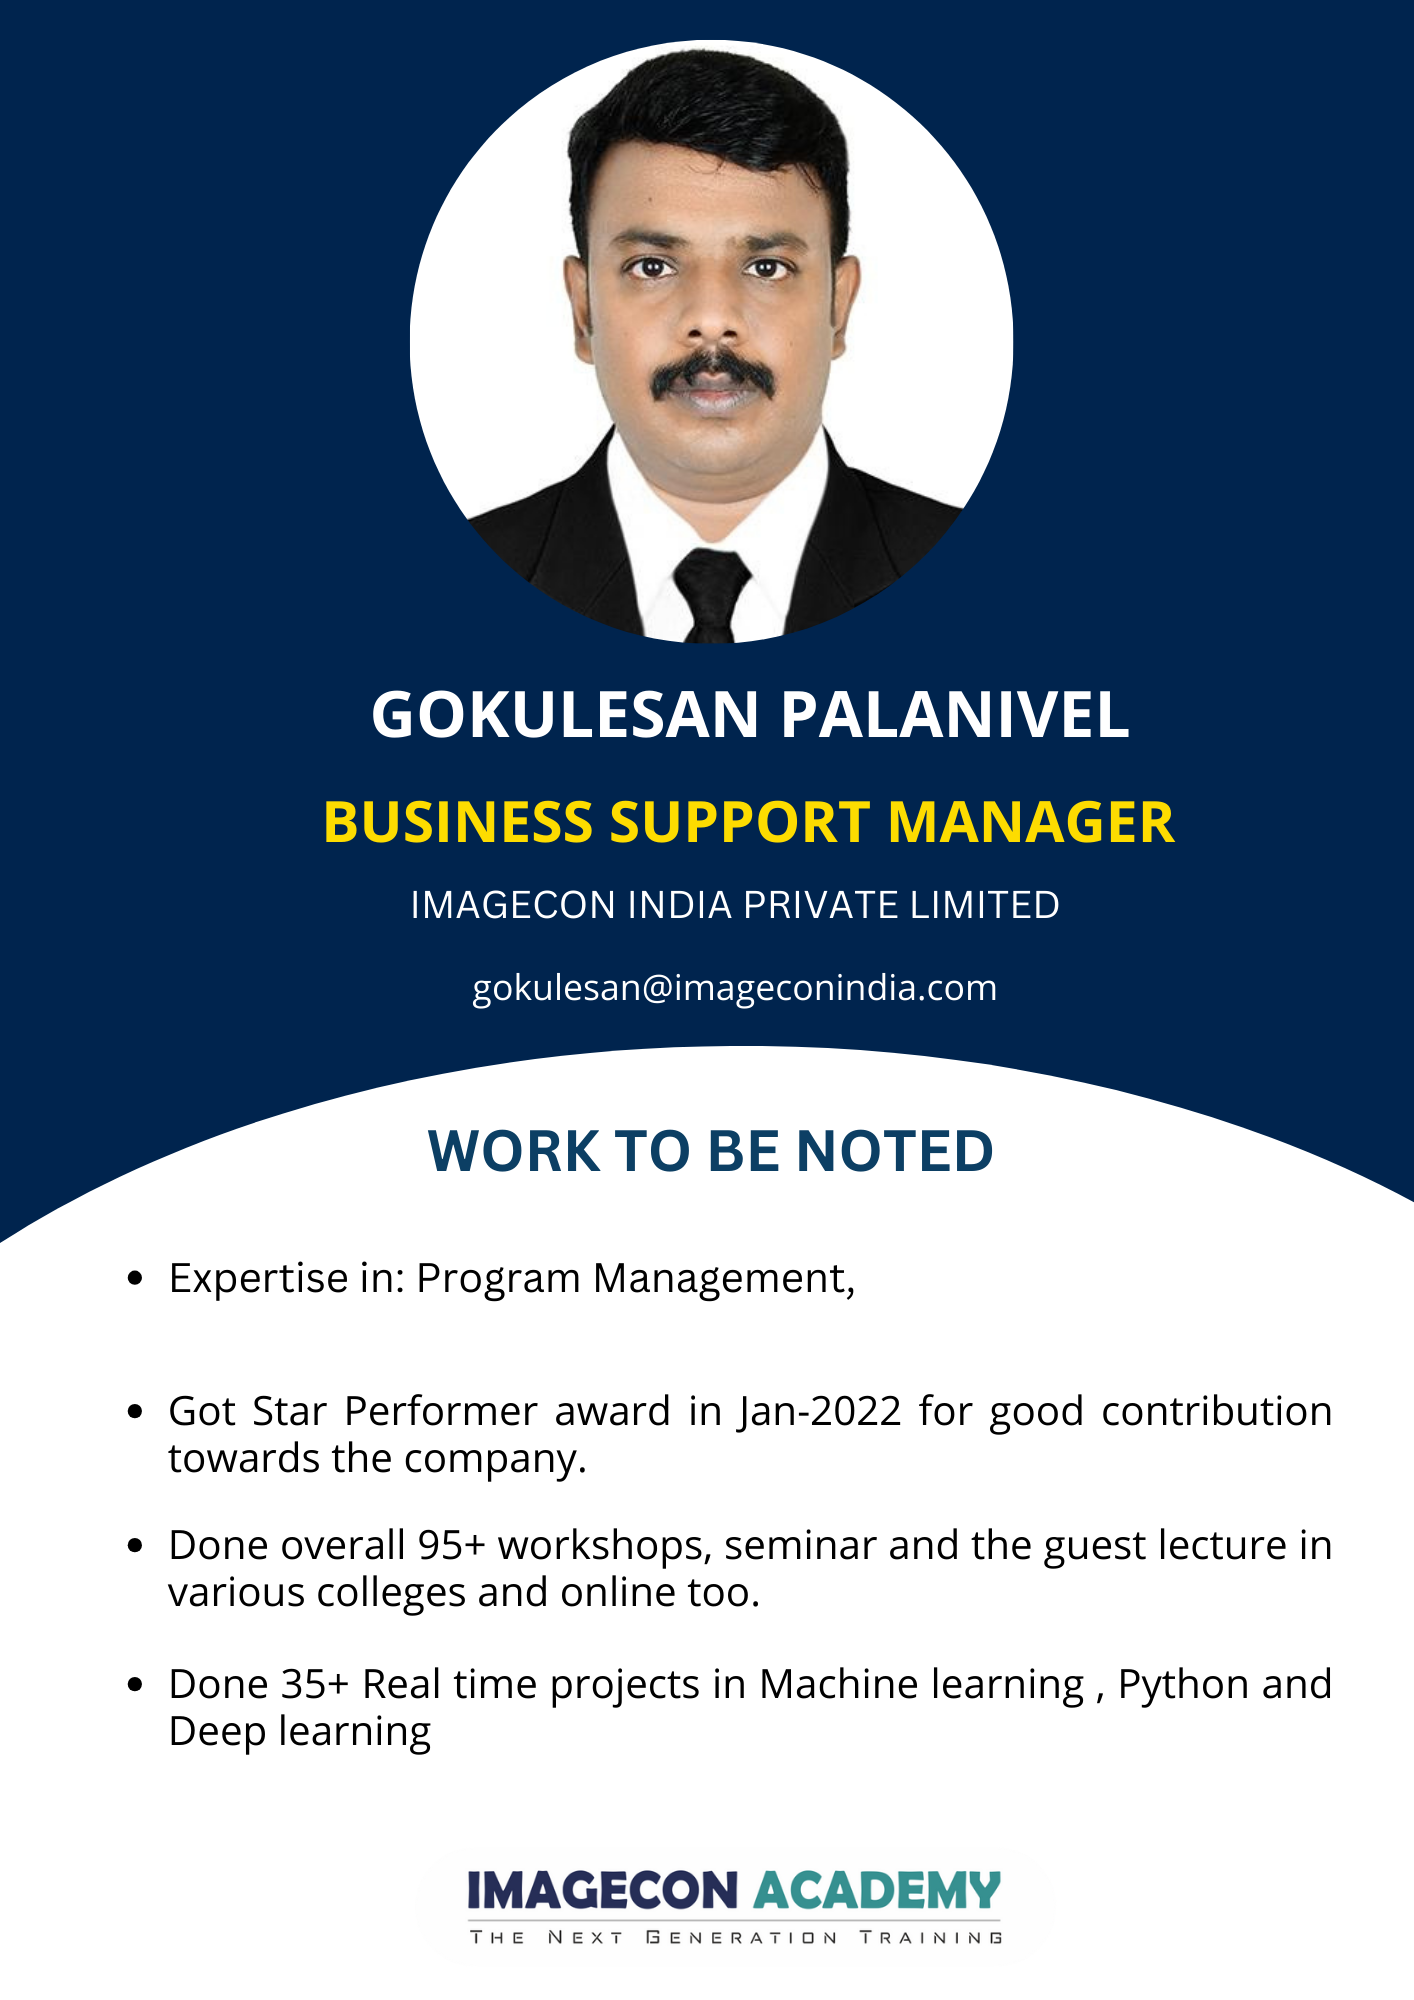 GOKULESAN PALANIVEL
BUSINESS SUPPORT MANAGER
IMAGECON INDIA PRIVATE LIMITED
gokulesan@imageconindia.com
WORK TO BE NOTED
• Expertise in: Program Management,
• Got Star Performer award in Jan-2022 for good contribution
towards the company.
• Done overall 95+ workshops, seminar and the guest lecture in
various colleges and online too.
• Done 35+ Real time projects in Machine learning , Python and
Deep learning
IMAGECON ACADEMY
THE NEXT GENERATION TRAINING